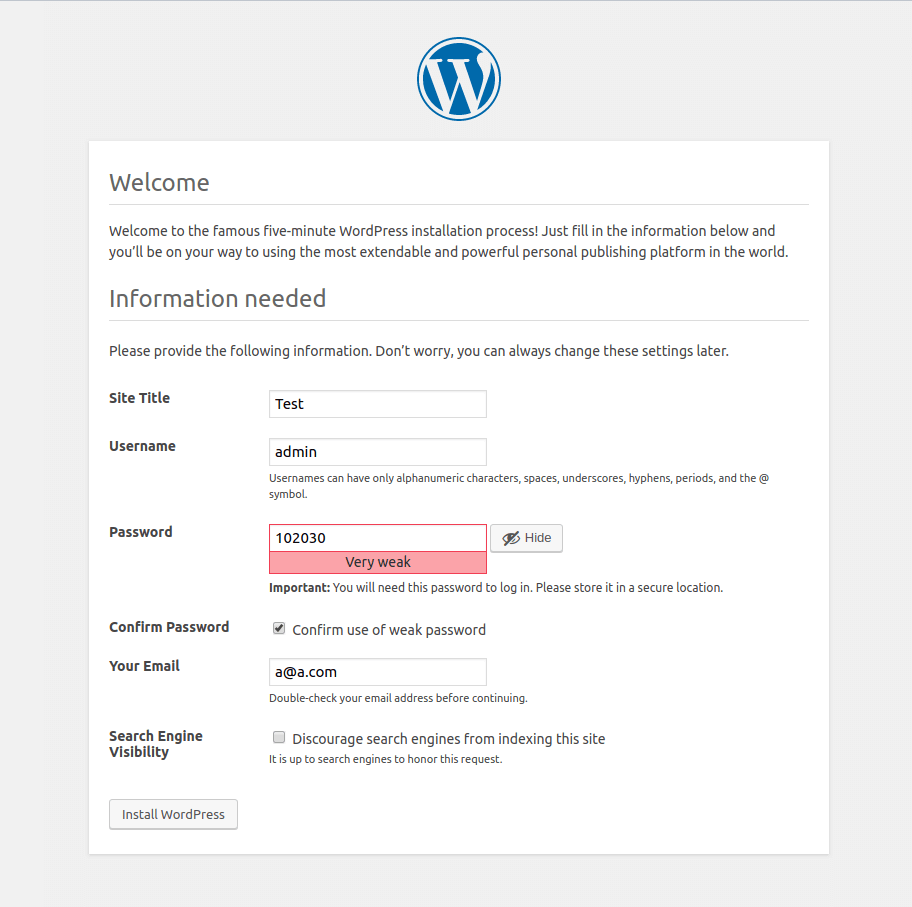 Welcome
Welcome to the famous five-minute WordPress installation process! Just fill in the information below and
you’ll be on your way to using the most extendable and powerful personal publishing platform in the world.
Information needed
Please provide the following information. Don’t worry, you can always change these settings later.
Site Title
Test
Username
admin
Usernames can have only alphanumeric characters, spaces, underscores, hyphens, periods, and the @
symbol.
Password
102030
Hide
Very weak
Important: You will need this password to log in. Please store it in a secure location.
Confirm Password
Confirm use of weak password
Your Email
a@a.com
Double-check your email address before continuing.
Search Engine
Visibility
Discourage search engines from indexing this site
It is up to search engines to honor this request.
Install WordPress